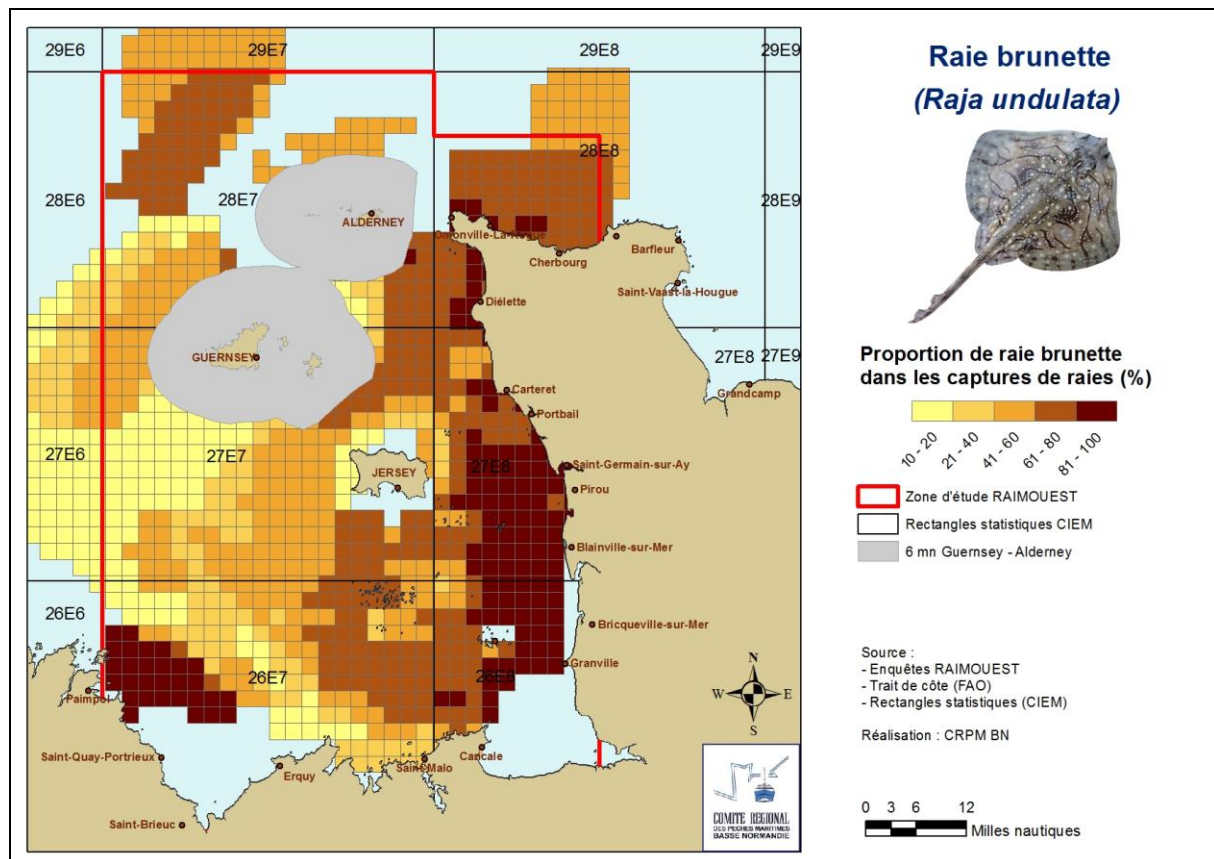 29E6
29E7
29E8
29E9
28E6
28E7
28E8
28E9
ALDERNEY
Omonville-La-Hogue
Cherbourg
Barfleur
Saint-Vaast-la-Hougue
Diélette
GUERNSEY
27E8
27E9
Carteret
Grandcamp
Portbail
27E6
27E7
JERSEY
27E8
Saint-Germain-sur-Ay
Pirou
Blainville-sur-Mer
26E6
Bricqueville-sur-Mer
Granville
26E7
26E8
Paimpol
Saint-Quay-Portrieux
Erquy
Saint-Malo
Cancale
Saint-Brieuc
N
W
E
S
COMITE REGIONAL
DES PECHES MARITIMES
BASSE NORMANDIE
Raie brunette
(Raja undulata)
Proportion de raie brunette
dans les captures de raies (%)
10 - 20
21 - 40
41 - 60
61 - 80
81 - 100
Zone d'étude RAIMOUEST
Rectangles statistiques CIEM
6 mn Guernsey - Alderney
Source :
- Enquêtes RAIMOUEST
- Trait de côte (FAO)
- Rectangles statistiques (CIEM)
Réalisation : CRPM BN
0 3 6 12
Milles nautiques